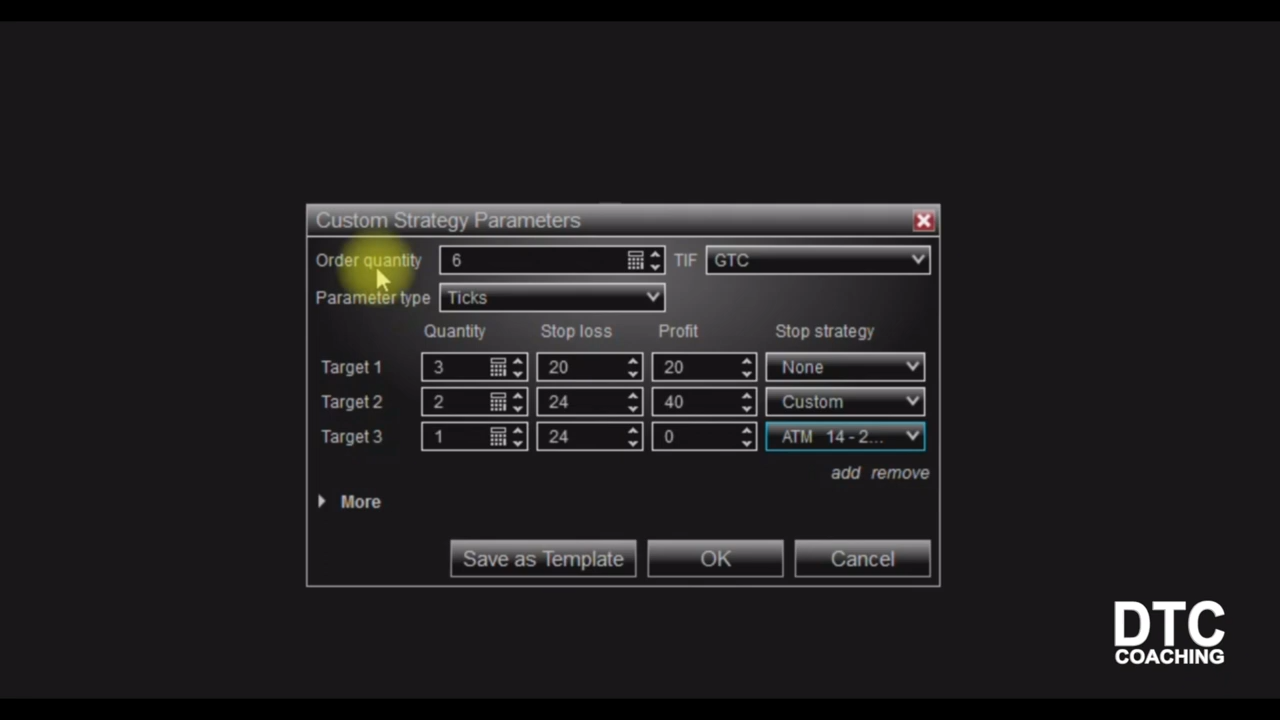 Custom Strategy Parameters
Order quantity 6 TIF GTC
Parameter type Ticks
Quantity Stop loss Profit Stop strategy
Target 1 3 20 20 None
Target 2 2 24 40 Custom
Target 3 1 24 0 ATM 14 - 2...
add remove
More
Save as Template OK Cancel
DTC
COACHING